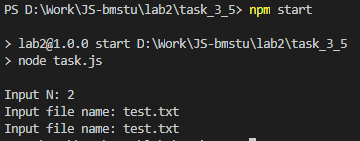 PS D:\Work\JS-bmstu\lab2\task_3_5> npm start
> lab2@1.0.0 start D:\Work\JS-bmstu\lab2\task_3_5
> node task.js
Input N: 2
Input file name: test.txt
Input file name: test.txt